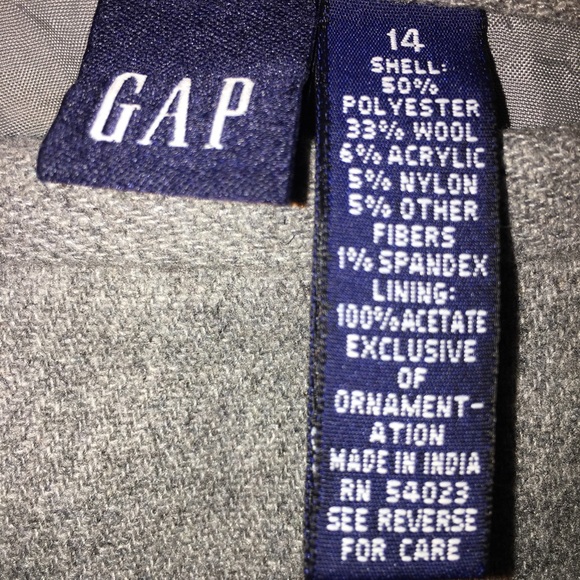 GAP
14
SHELL:
50%
POLYESTER
33% WOOL
6% ACRYLIC
5% NYLON
5% OTHER
FIBERS
1% SPANDEX
LINING:
100% ACETATE
EXCLUSIVE
OF
ORNAMENT-
ATION
MADE IN INDIA
RN 54023
SEE REVERSE
FOR CARE